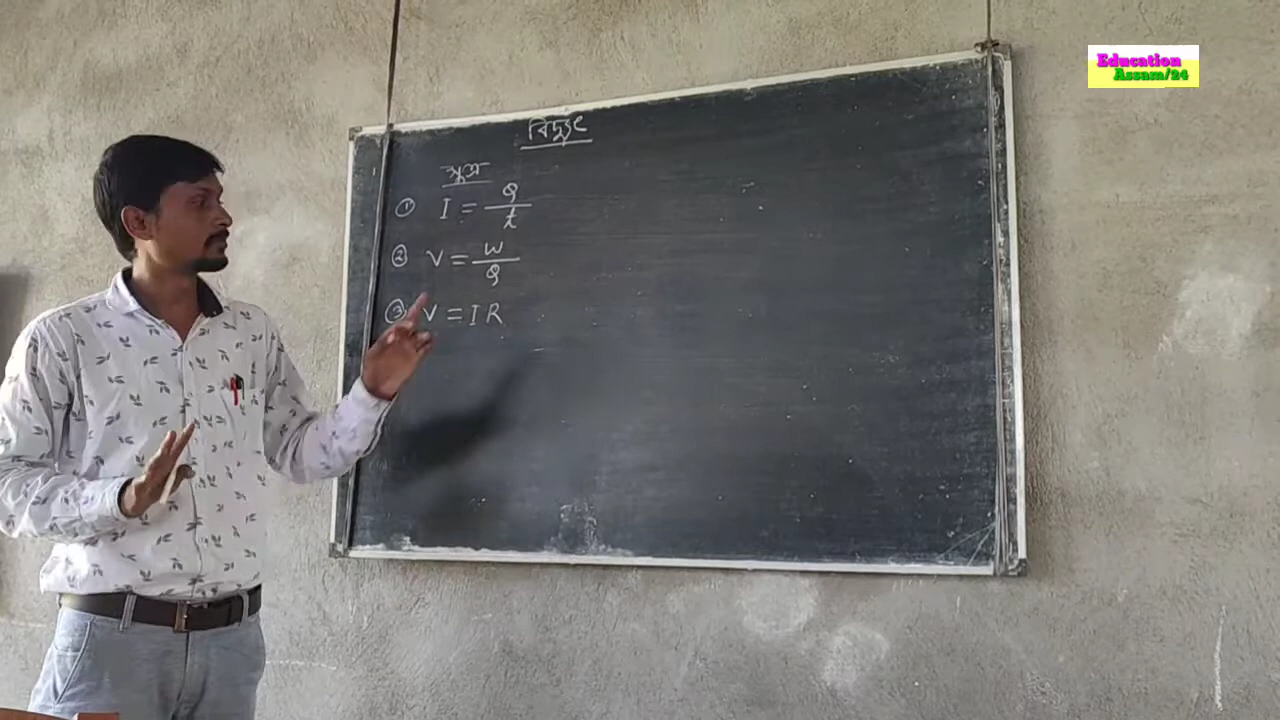 বিদ্যুৎ
সূত্ৰ
① I = Q/t
② V = W/Q
③ V = IR
Education
Assam/24